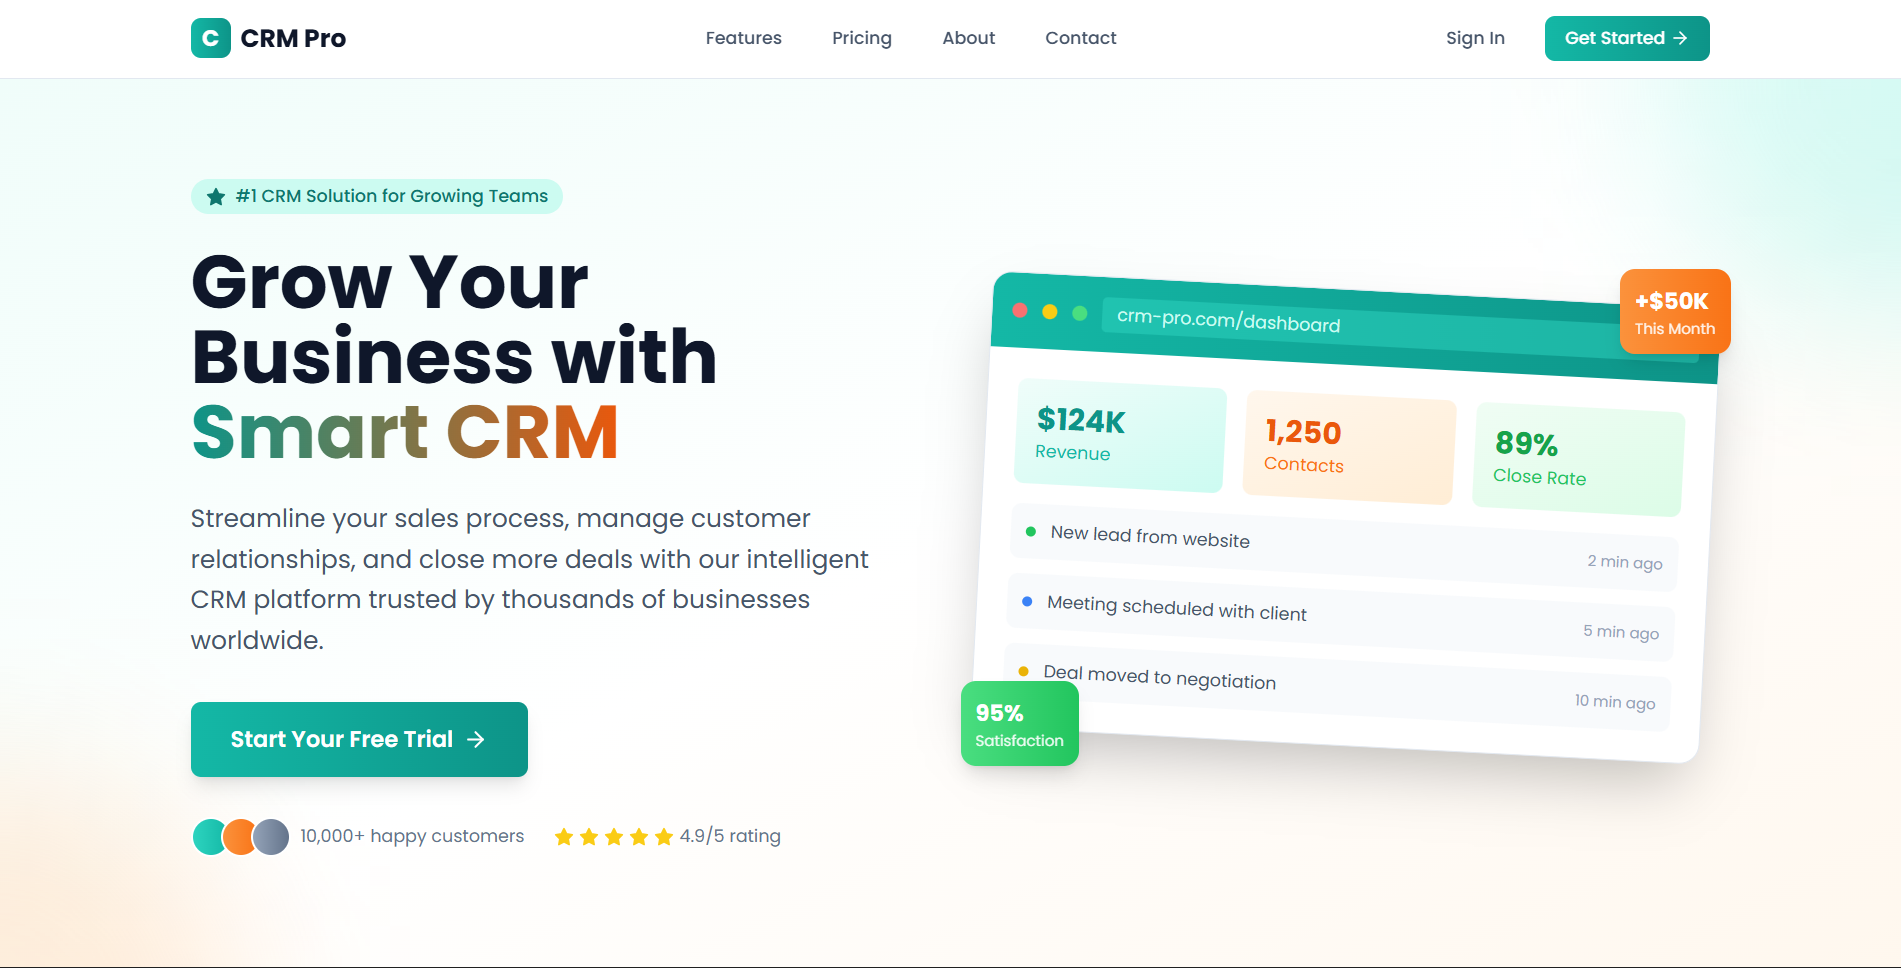 C CRM Pro
Features
Pricing
About
Contact
Sign In
Get Started →
#1 CRM Solution for Growing Teams
Grow Your
Business with
Smart CRM
Streamline your sales process, manage customer
relationships, and close more deals with our intelligent
CRM platform trusted by thousands of businesses
worldwide.
Start Your Free Trial →
10,000+ happy customers
4.9/5 rating
crm-pro.com/dashboard
+$50K
This Month
$124K
Revenue
1,250
Contacts
89%
Close Rate
New lead from website
2 min ago
Meeting scheduled with client
5 min ago
Deal moved to negotiation
10 min ago
95%
Satisfaction